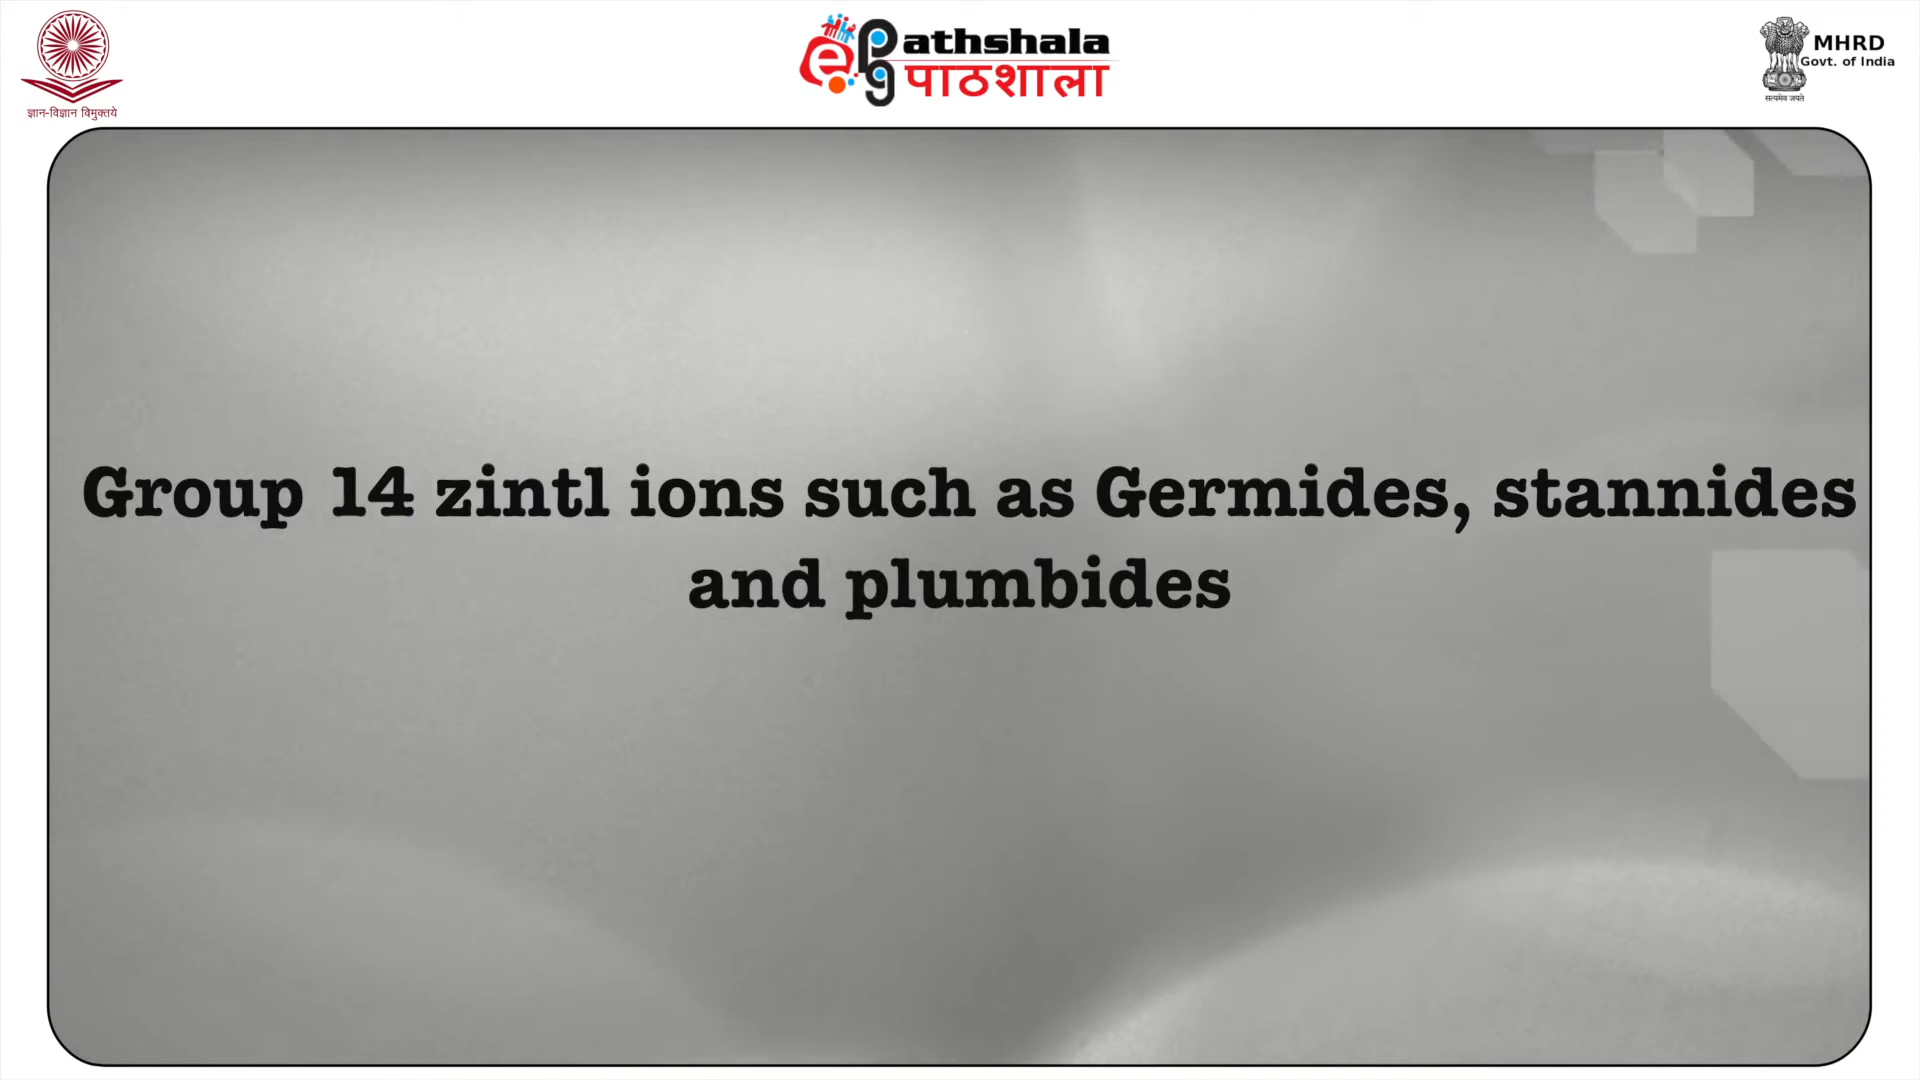 ज्ञान-विज्ञान विमुक्तये
e pg athshala
पाठशाला
MHRD
Govt. of India
सत्यमेव जयते
Group 14 zintl ions such as Germides, stannides
and plumbides